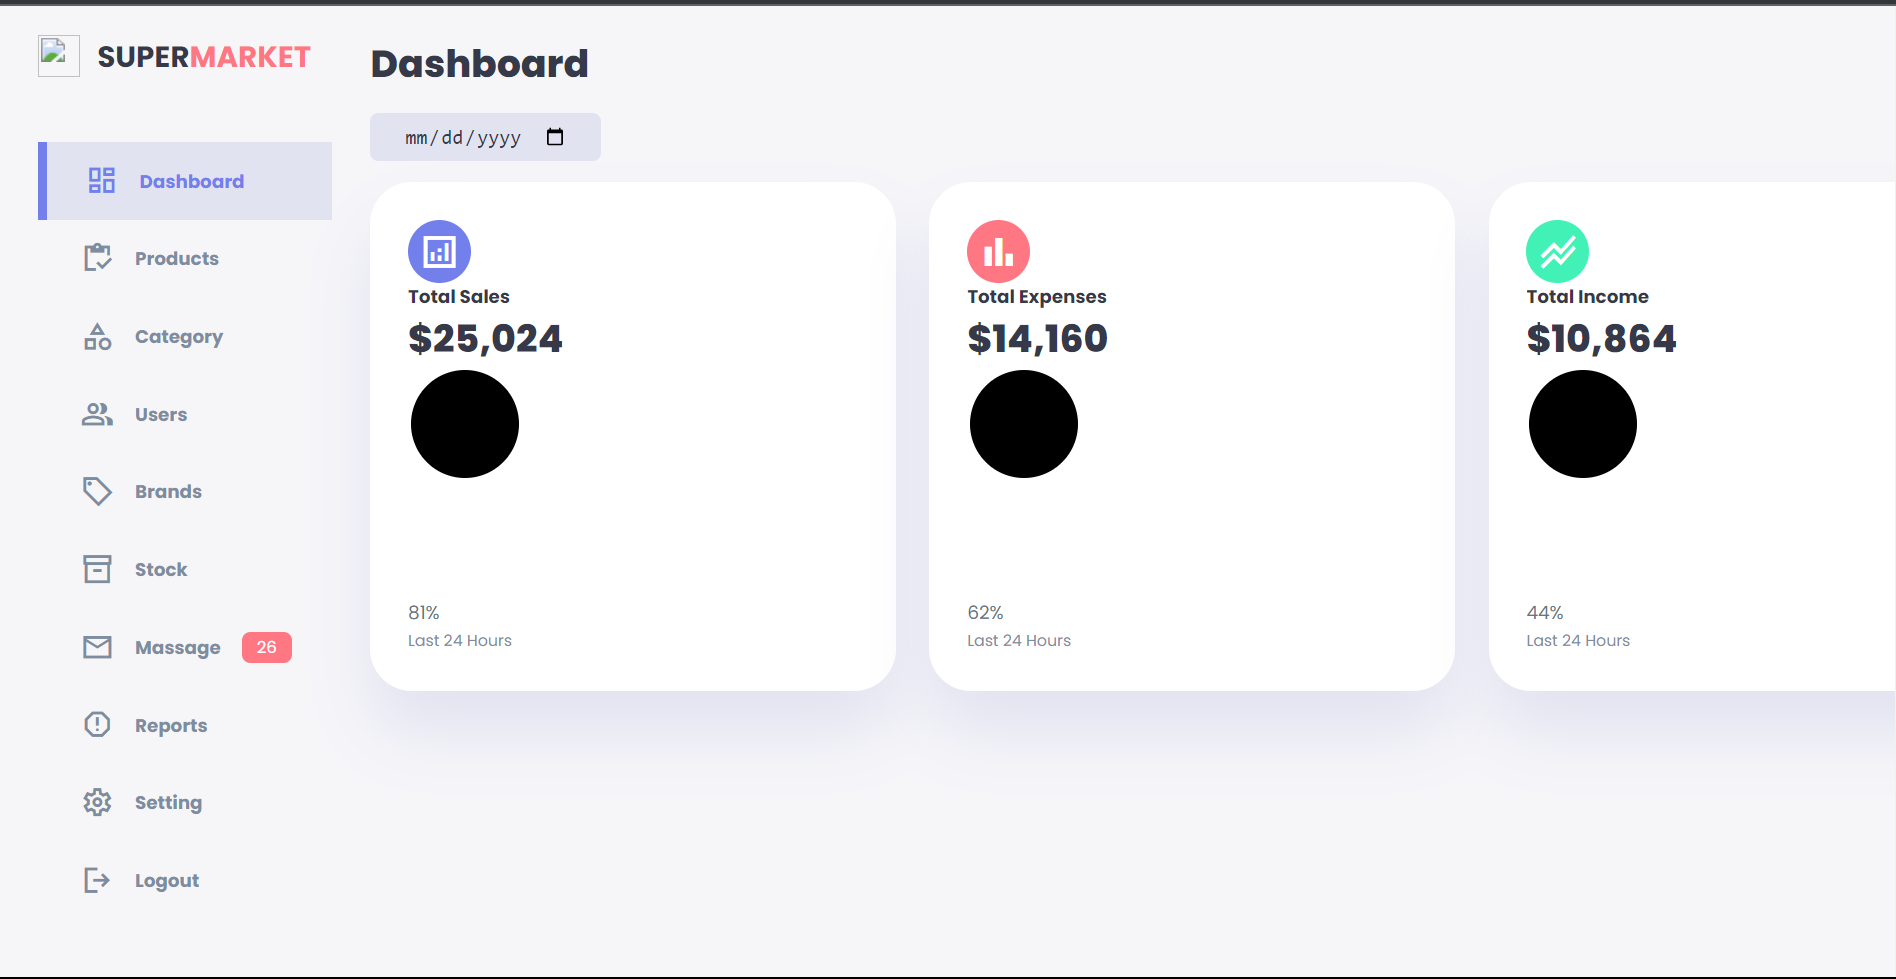 SUPERMARKET
Dashboard
mm/dd/yyyy
Dashboard
Products
Category
Users
Brands
Stock
Massage 26
Reports
Setting
Logout
Total Sales
$25,024
81%
Last 24 Hours
Total Expenses
$14,160
62%
Last 24 Hours
Total Income
$10,864
44%
Last 24 Hours